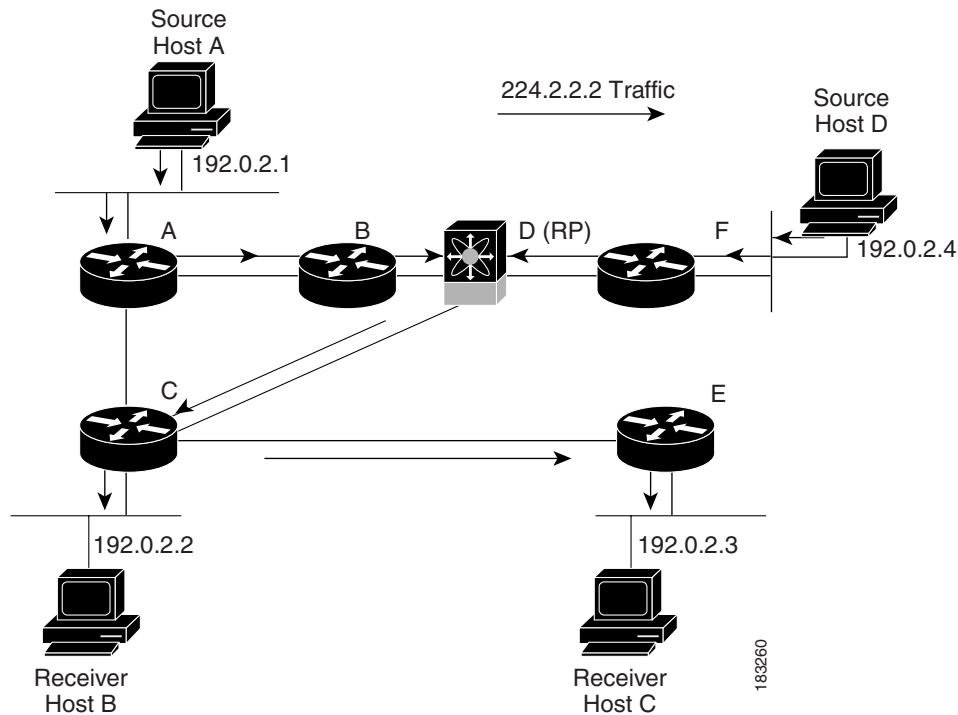 Source
Host A
224.2.2.2 Traffic
Source
Host D
192.0.2.1
A
B
D (RP)
F
192.0.2.4
C
E
192.0.2.2
192.0.2.3
Receiver
Host B
Receiver
Host C
183260